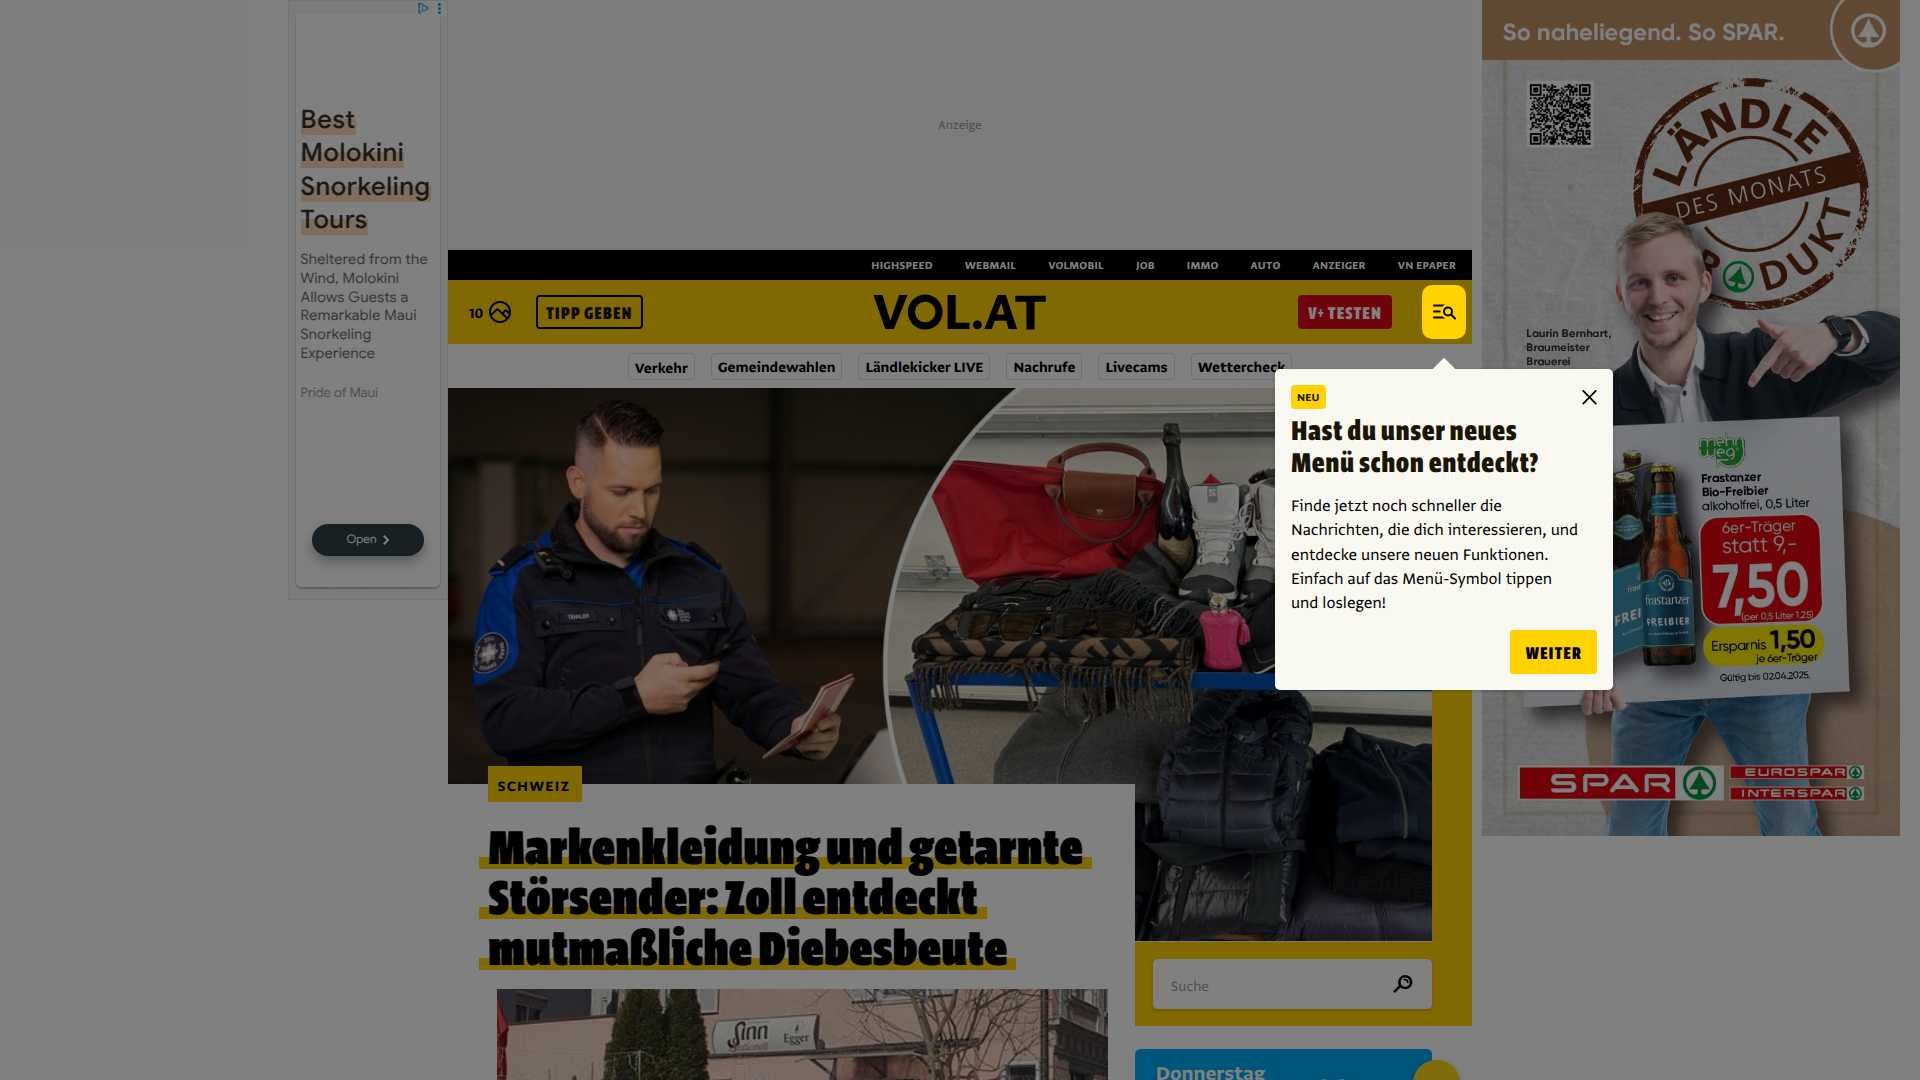 Best
Molokini
Snorkeling
Tours
Sheltered from the
Wind, Molokini
Allows Guests a
Remarkable Maui
Snorkeling
Experience
Pride of Maui
Open
Anzeige
HIGHSPEED WEBMAIL VOLMOBIL JOB IMMO AUTO ANZEIGER VN EPAPER
10 TIPP GEBEN VOL.AT V+ TESTEN
Verkehr Gemeindewahlen Ländlekicker LIVE Nachrufe Livecams Wettercheck
NEU
Hast du unser neues
Menü schon entdeckt?
Finde jetzt noch schneller die
Nachrichten, die dich interessieren, und
entdecke unsere neuen Funktionen.
Einfach auf das Menü-Symbol tippen
und loslegen!
WEITER
SCHWEIZ
Markenkleidung und getarnte
Störsender: Zoll entdeckt
mutmaßliche Diebesbeute
Sinn
Egger
Suche
Donnerstag
So naheliegend. So SPAR.
LÄNDLE
DES MONATS
PRODUKT
Laurin Bernhart,
Braumeister
Brauerei
mehr
weg
Frastanzer
Bio-Freibier
alkoholfrei, 0,5 Liter
6er-Träger
statt 9,-
7,50
(per 0,5 Liter 1,25)
Ersparnis 1,50
je 6er-Träger
Gültig bis 02.04.2025.
frastanzer
FREIBIER
SPAR
EUROSPAR
INTERSPAR